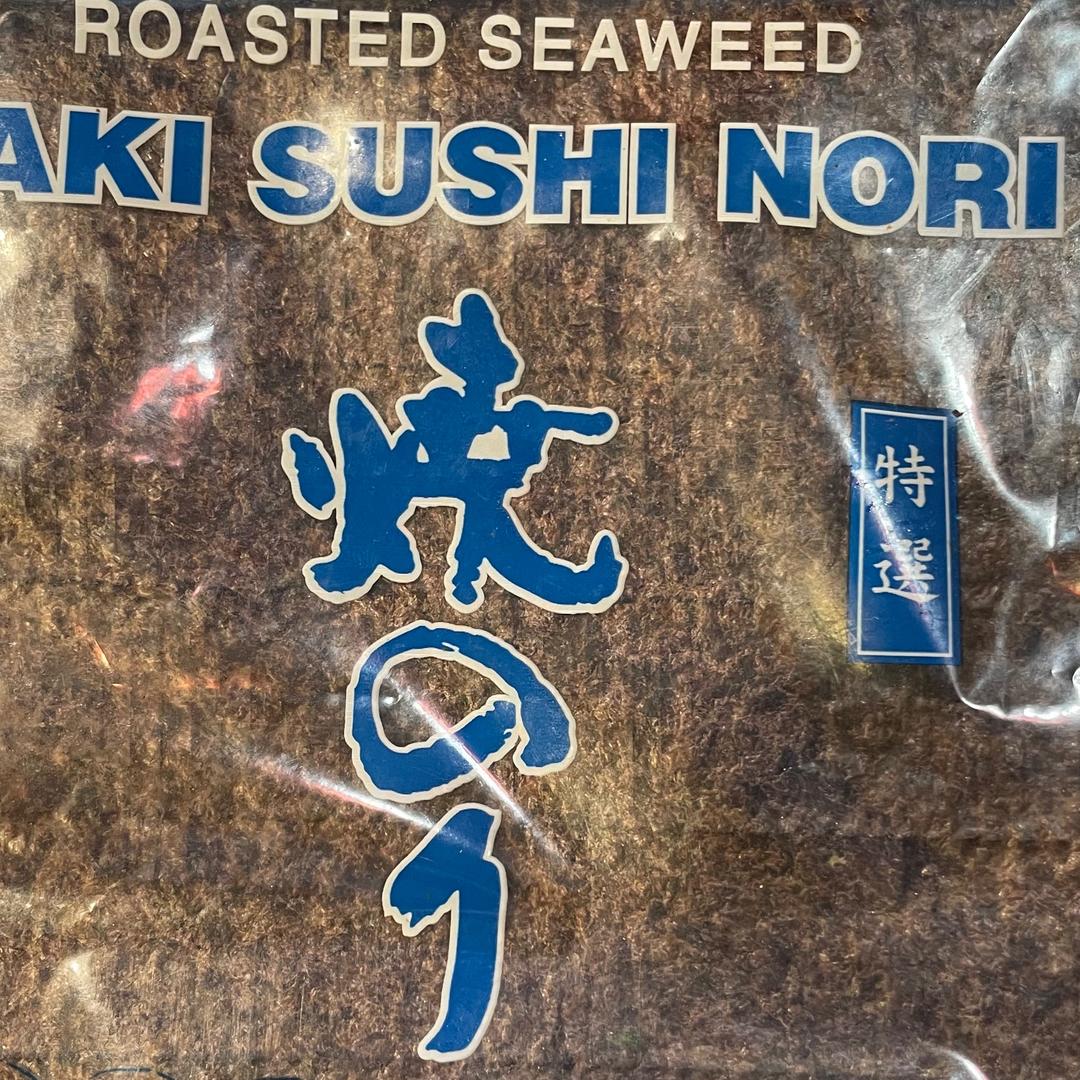 ROASTED SEAWEED
AKI SUSHI NORI
焼のり
特選